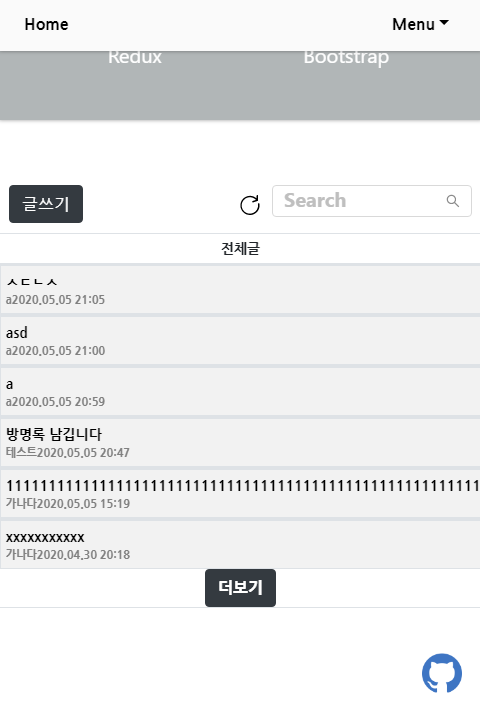 Home Menu
Redux Bootstrap
글쓰기 Search
전체글
ㅅㄷㄴㅅ
a2020.05.05 21:05
asd
a2020.05.05 21:00
a
a2020.05.05 20:59
방명록 남깁니다
테스트2020.05.05 20:47
1111111111111111111111111111111111111111111111111111111111111111111
가나다2020.05.05 15:19
xxxxxxxxxxx
가나다2020.04.30 20:18
더보기